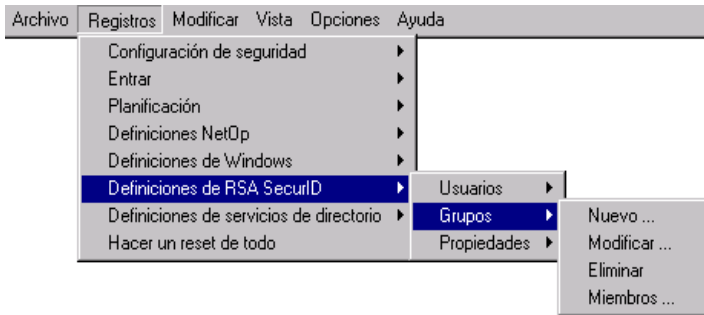 Archivo Registros Modificar Vista Opciones Ayuda
Configuración de seguridad
Entrar
Planificación
Definiciones NetOp
Definiciones de Windows
Definiciones de RSA SecurID
Definiciones de servicios de directorio
Hacer un reset de todo
Usuarios
Grupos
Propiedades
Nuevo ...
Modificar ...
Eliminar
Miembros ...